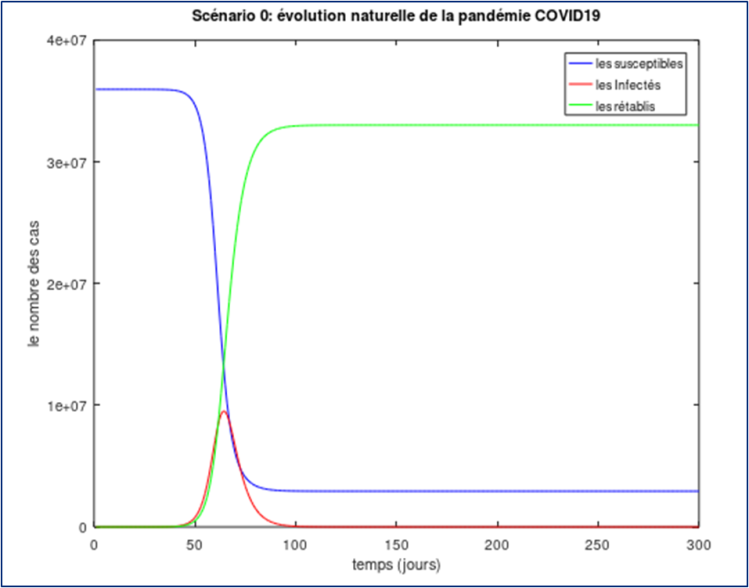 Scénario 0: évolution naturelle de la pandémie COVID19
4e+07
3e+07
2e+07
1e+07
0
le nombre des cas
les susceptibles
les Infectés
les rétablis
0 50 100 150 200 250 300
temps (jours)